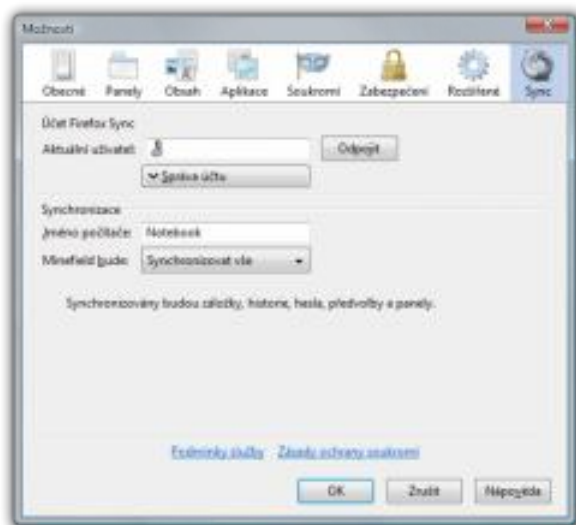 Možnosti
Obecné Panely Obsah Aplikace Soukromí Zabezpečení Rozšířené Sync
Účet Firefox Sync
Aktuální uživatel: Odpojit
Správa účtu
Synchronizace
Jméno počítače: Notebook
Minefield bude: Synchronizovat vše
Synchronizovány budou záložky, historie, hesla, předvolby a panely.
Podmínky služby Zásady ochrany soukromí
OK Zrušit Nápověda